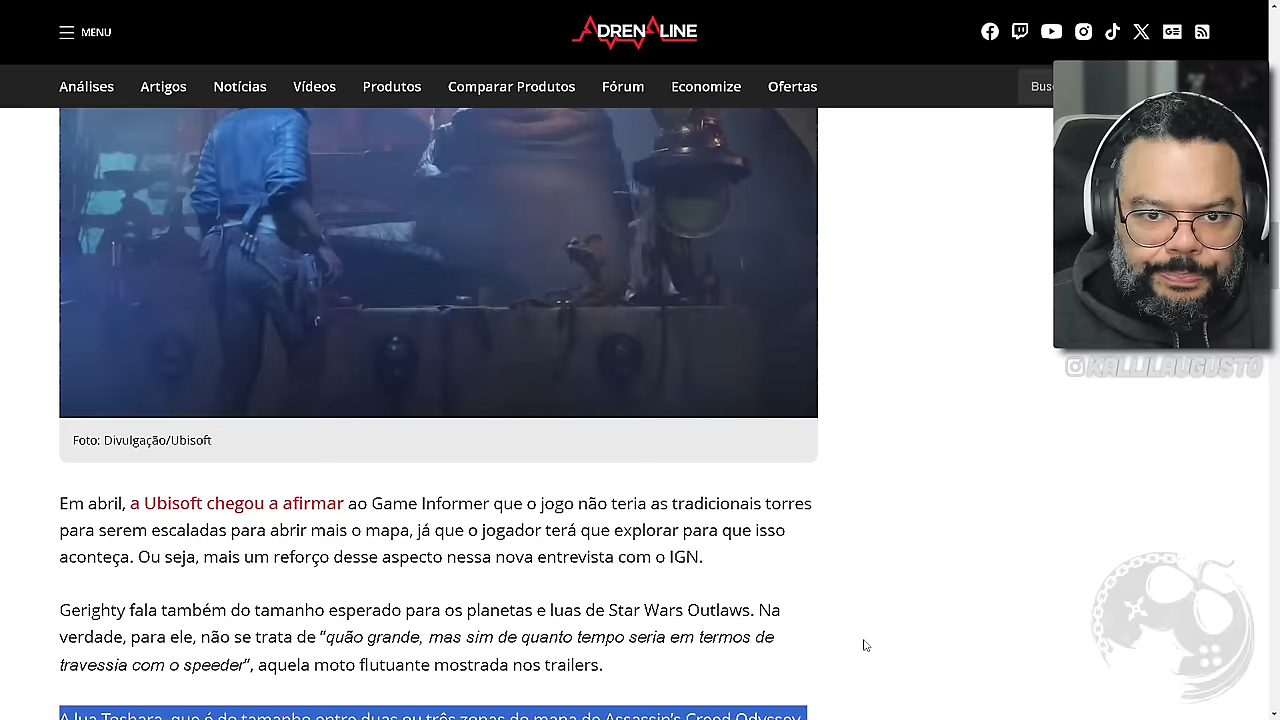 MENU
ADRENALINE
Análises
Artigos
Notícias
Vídeos
Produtos
Comparar Produtos
Fórum
Economize
Ofertas
Bus
KALLILAUGUSTO
Foto: Divulgação/Ubisoft
Em abril, a Ubisoft chegou a afirmar ao Game Informer que o jogo não teria as tradicionais torres
para serem escaladas para abrir mais o mapa, já que o jogador terá que explorar para que isso
aconteça. Ou seja, mais um reforço desse aspecto nessa nova entrevista com o IGN.
Gerighty fala também do tamanho esperado para os planetas e luas de Star Wars Outlaws. Na
verdade, para ele, não se trata de “quão grande, mas sim de quanto tempo seria em termos de
travessia com o speeder”, aquela moto flutuante mostrada nos trailers.
A lua Toshara, que é do tamanho entre duas ou três zonas do mapa de Assassin’s Creed Odyssey,